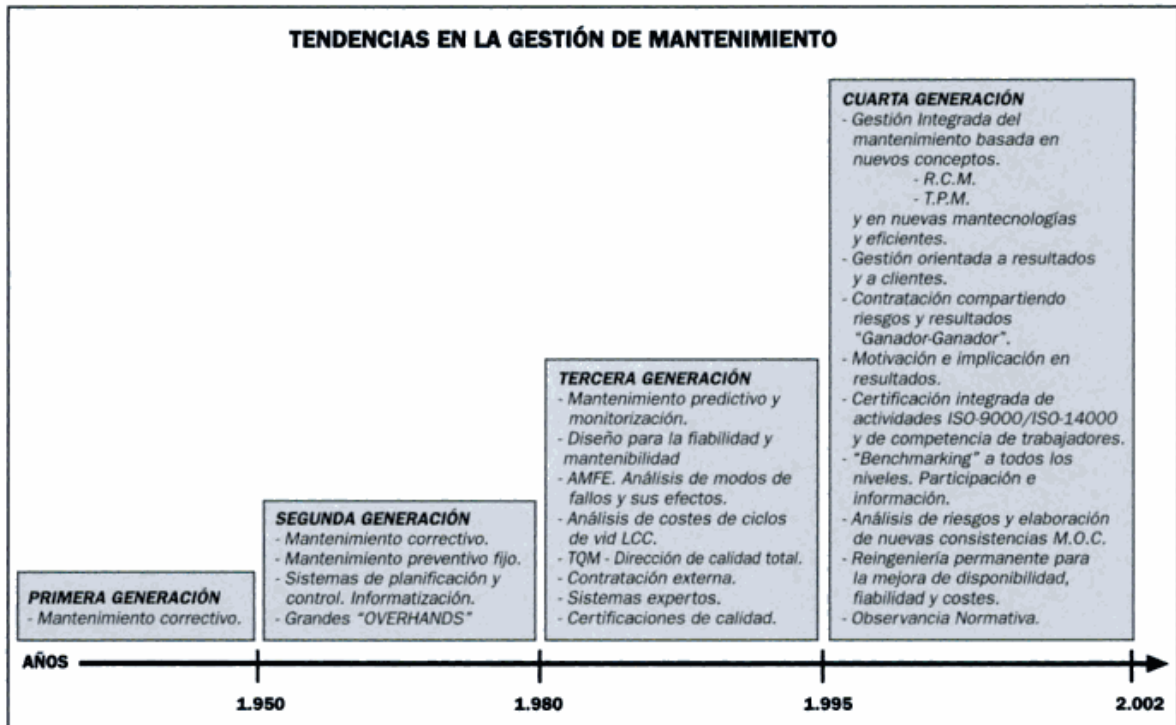 TENDENCIAS EN LA GESTIÓN DE MANTENIMIENTO
PRIMERA GENERACIÓN
- Mantenimiento correctivo.
SEGUNDA GENERACIÓN
- Mantenimiento correctivo.
- Mantenimiento preventivo fijo.
- Sistemas de planificación y
control. Informatización.
- Grandes "OVERHANDS"
TERCERA GENERACIÓN
- Mantenimiento predictivo y
monitorización.
- Diseño para la fiabilidad y
mantenibilidad
- AMFE. Análisis de modos de
fallos y sus efectos.
- Análisis de costes de ciclos
de vid LCC.
- TQM - Dirección de calidad total.
- Contratación externa.
- Sistemas expertos.
- Certificaciones de calidad.
CUARTA GENERACIÓN
- Gestión Integrada del
mantenimiento basada en
nuevos conceptos.
- R.C.M.
- T.P.M.
y en nuevas mantecnologías
y eficientes.
- Gestión orientada a resultados
y a clientes.
- Contratación compartiendo
riesgos y resultados
"Ganador-Ganador".
- Motivación e implicación en
resultados.
- Certificación integrada de
actividades ISO-9000/ISO-14000
y de competencia de trabajadores.
- "Benchmarking" a todos los
niveles. Participación e
información.
- Análisis de riesgos y elaboración
de nuevas consistencias M.O.C.
- Reingeniería permanente para
la mejora de disponibilidad,
fiabilidad y costes.
- Observancia Normativa.
AÑOS
1.950
1.980
1.995
2.002